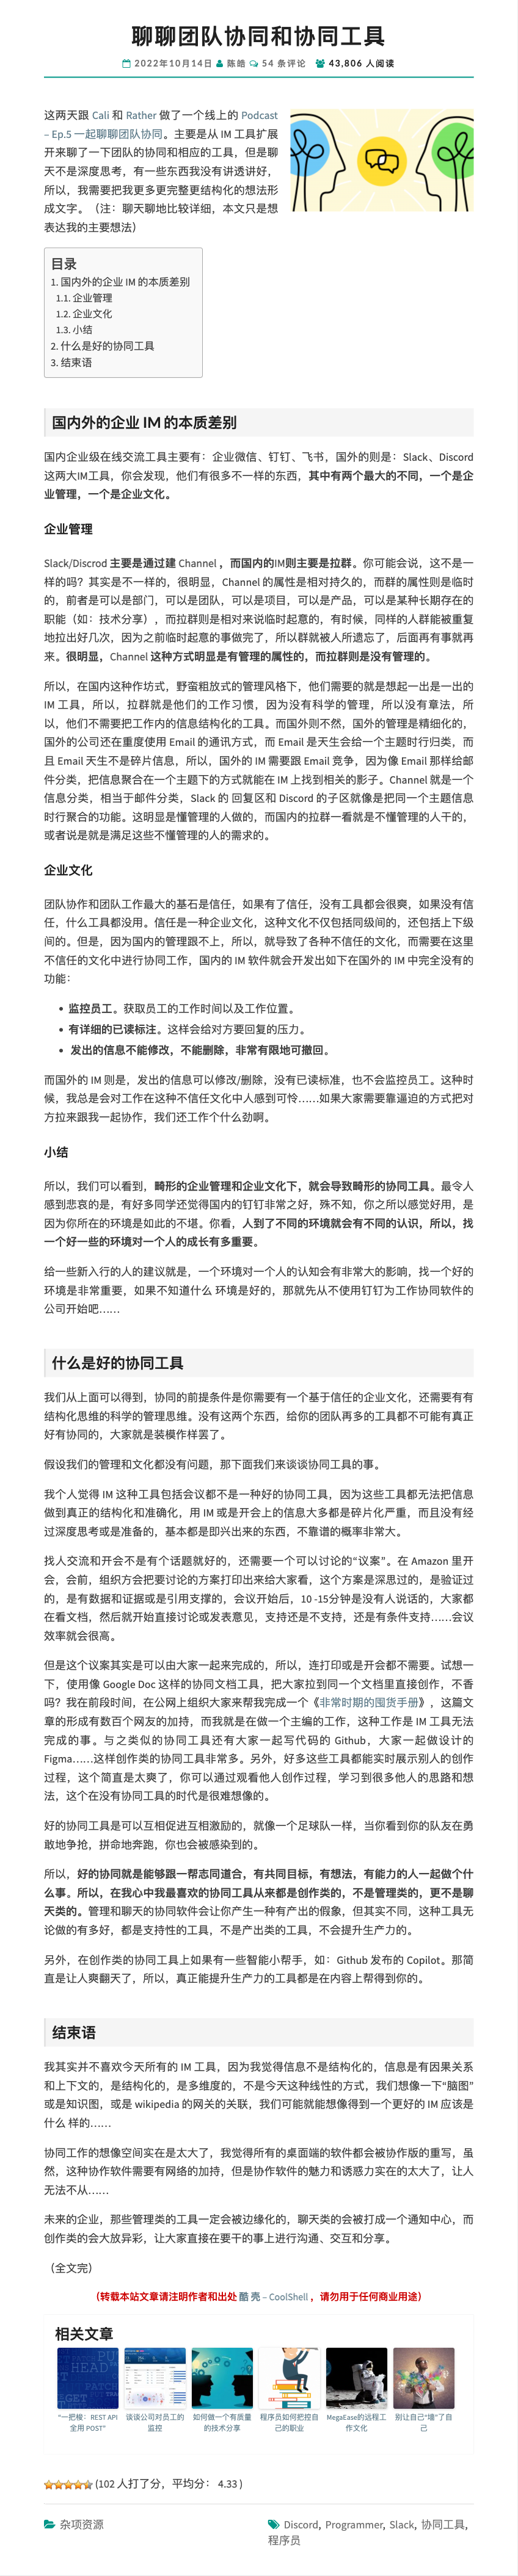 聊聊团队协同和协同工具
2022年10月14日 陈皓 54 条评论 43,806 人阅读
这两天跟 Cali 和 Rather 做了一个线上的 Podcast
– Ep.5 一起聊聊团队协同。主要是从 IM 工具扩展
开来聊了一下团队的协同和相应的工具，但是聊
天不是深度思考，有一些东西我没有讲透讲好，
所以，我需要把我更多更完整更结构化的想法形
成文字。（注：聊天聊地比较详细，本文只是想
表达我的主要想法）
目录
1. 国内外的企业 IM 的本质差别
1.1. 企业管理
1.2. 企业文化
1.3. 小结
2. 什么是好的协同工具
3. 结束语
国内外的企业 IM 的本质差别
国内企业级在线交流工具主要有：企业微信、钉钉、飞书，国外的则是：Slack、Discord
这两大IM工具，你会发现，他们有很多不一样的东西，其中有两个最大的不同，一个是企
业管理，一个是企业文化。
企业管理
Slack/Discrod 主要是通过建 Channel ，而国内的IM则主要是拉群。你可能会说，这不是一
样的吗？其实是不一样的，很明显，Channel 的属性是相对持久的，而群的属性则是临时
的，前者是可以是部门，可以是团队，可以是项目，可以是产品，可以是某种长期存在的
职能（如：技术分享），而拉群则是相对来说临时起意的，有时候，同样的人群能被重复
地拉出好几次，因为之前临时起意的事做完了，所以群就被人所遗忘了，后面再有事就再
来。很明显，Channel 这种方式明显是有管理的属性的，而拉群则是没有管理的。
所以，在国内这种作坊式，野蛮粗放式的管理风格下，他们需要的就是想起一出是一出的
IM 工具，所以，拉群就是他们的工作习惯，因为没有科学的管理，所以没有章法，所
以，他们不需要把工作内的信息结构化的工具。而国外则不然，国外的管理是精细化的，
国外的公司还在重度使用 Email 的通讯方式，而 Email 是天生会给一个主题时行归类，而
且 Email 天生不是碎片信息，所以，国外的 IM 需要跟 Email 竞争，因为像 Email 那样给邮
件分类，把信息聚合在一个主题下的方式就能在 IM 上找到相关的影子。Channel 就是一个
信息分类，相当于邮件分类，Slack 的 回复区和 Discord 的子区就像是把同一个主题信息
时行聚合的功能。这明显是懂管理的人做的，而国内的拉群一看就是不懂管理的人干的，
或者说是就是满足这些不懂管理的人的需求的。
企业文化
团队协作和团队工作最大的基石是信任，如果有了信任，没有工具都会很爽，如果没有信
任，什么工具都没用。信任是一种企业文化，这种文化不仅包括同级间的，还包括上下级
间的。但是，因为国内的管理跟不上，所以，就导致了各种不信任的文化，而需要在这里
不信任的文化中进行协同工作，国内的 IM 软件就会开发出如下在国外的 IM 中完全没有的
功能：
• 监控员工。获取员工的工作时间以及工作位置。
• 有详细的已读标注。这样会给对方要回复的压力。
• 发出的信息不能修改，不能删除，非常有限地可撤回。
而国外的 IM 则是，发出的信息可以修改/删除，没有已读标准，也不会监控员工。这种时
候，我总是会对工作在这种不信任文化中人感到可怜……如果大家需要靠逼迫的方式把对
方拉来跟我一起协作，我们还工作个什么劲啊。
小结
所以，我们可以看到，畸形的企业管理和企业文化下，就会导致畸形的协同工具。最令人
感到悲哀的是，有好多同学还觉得国内的钉钉非常之好，殊不知，你之所以感觉好用，是
因为你所在的环境是如此的不堪。你看，人到了不同的环境就会有不同的认识，所以，找
一个好一些的环境对一个人的成长有多重要。
给一些新入行的人的建议就是，一个环境对一个人的认知会有非常大的影响，找一个好的
环境是非常重要，如果不知道什么 环境是好的，那就先从不使用钉钉为工作协同软件的
公司开始吧……
什么是好的协同工具
我们从上面可以得到，协同的前提条件是你需要有一个基于信任的企业文化，还需要有有
结构化思维的科学的管理思维。没有这两个东西，给你的团队再多的工具都不可能有真正
好有协同的，大家就是装模作样罢了。
假设我们的管理和文化都没有问题，那下面我们来谈谈协同工具的事。
我个人觉得 IM 这种工具包括会议都不是一种好的协同工具，因为这些工具都无法把信息
做到真正的结构化和准确化，用 IM 或是开会上的信息大多都是碎片化严重，而且没有经
过深度思考或是准备的，基本都是即兴出来的东西，不靠谱的概率非常大。
找人交流和开会不是有个话题就好的，还需要一个可以讨论的“议案”。在 Amazon 里开
会，会前，组织方会把要讨论的方案打印出来给大家看，这个方案是深思过的，是验证过
的，是有数据和证据或是引用支撑的，会议开始后，10 -15分钟是没有人说话的，大家都
在看文档，然后就开始直接讨论或发表意见，支持还是不支持，还是有条件支持……会议
效率就会很高。
但是这个议案其实是可以由大家一起来完成的，所以，连打印或是开会都不需要。试想一
下，使用像 Google Doc 这样的协同文档工具，把大家拉到同一个文档里直接创作，不香
吗？我在前段时间，在公网上组织大家来帮我完成一个《非常时期的囤货手册》，这篇文
章的形成有数百个网友的加持，而我就是在做一个主编的工作，这种工作是 IM 工具无法
完成的事。与之类似的协同工具还有大家一起写代码的 Github，大家一起做设计的
Figma……这样创作类的协同工具非常多。另外，好多这些工具都能实时展示别人的创作
过程，这个简直是太爽了，你可以通过观看他人创作过程，学习到很多他人的思路和想
法，这个在没有协同工具的时代是很难想像的。
好的协同工具是可以互相促进互相激励的，就像一个足球队一样，当你看到你的队友在勇
敢地争抢，拼命地奔跑，你也会被感染到的。
所以，好的协同就是能够跟一帮志同道合，有共同目标，有想法，有能力的人一起做个什
么事。所以，在我心中我最喜欢的协同工具从来都是创作类的，不是管理类的，更不是聊
天类的。管理和聊天的协同软件会让你产生一种有产出的假象，但其实不同，这种工具无
论做的有多好，都是支持性的工具，不是产出类的工具，不会提升生产力的。
另外，在创作类的协同工具上如果有一些智能小帮手，如：Github 发布的 Copilot。那简
直是让人爽翻天了，所以，真正能提升生产力的工具都是在内容上帮得到你的。
结束语
我其实并不喜欢今天所有的 IM 工具，因为我觉得信息不是结构化的，信息是有因果关系
和上下文的，是结构化的，是多维度的，不是今天这种线性的方式，我们想像一下“脑图”
或是知识图，或是 wikipedia 的网关的关联，我们可能就能想像得到一个更好的 IM 应该是
什么 样的……
协同工作的想像空间实在是太大了，我觉得所有的桌面端的软件都会被协作版的重写，虽
然，这种协作软件需要有网络的加持，但是协作软件的魅力和诱惑力实在的太大了，让人
无法不从……
未来的企业，那些管理类的工具一定会被边缘化的，聊天类的会被打成一个通知中心，而
创作类的会大放异彩，让大家直接在要干的事上进行沟通、交互和分享。
（全文完）
（转载本站文章请注明作者和出处 酷 壳 – CoolShell ，请勿用于任何商业用途）
相关文章
“一把梭：REST API 全用 POST”
谈谈公司对员工的监控
如何做一个有质量的技术分享
程序员如何把控自己的职业
MegaEase的远程工作文化
别让自己“墙”了自己
(102 人打了分，平均分： 4.33 )
杂项资源
Discord, Programmer, Slack, 协同工具,
程序员